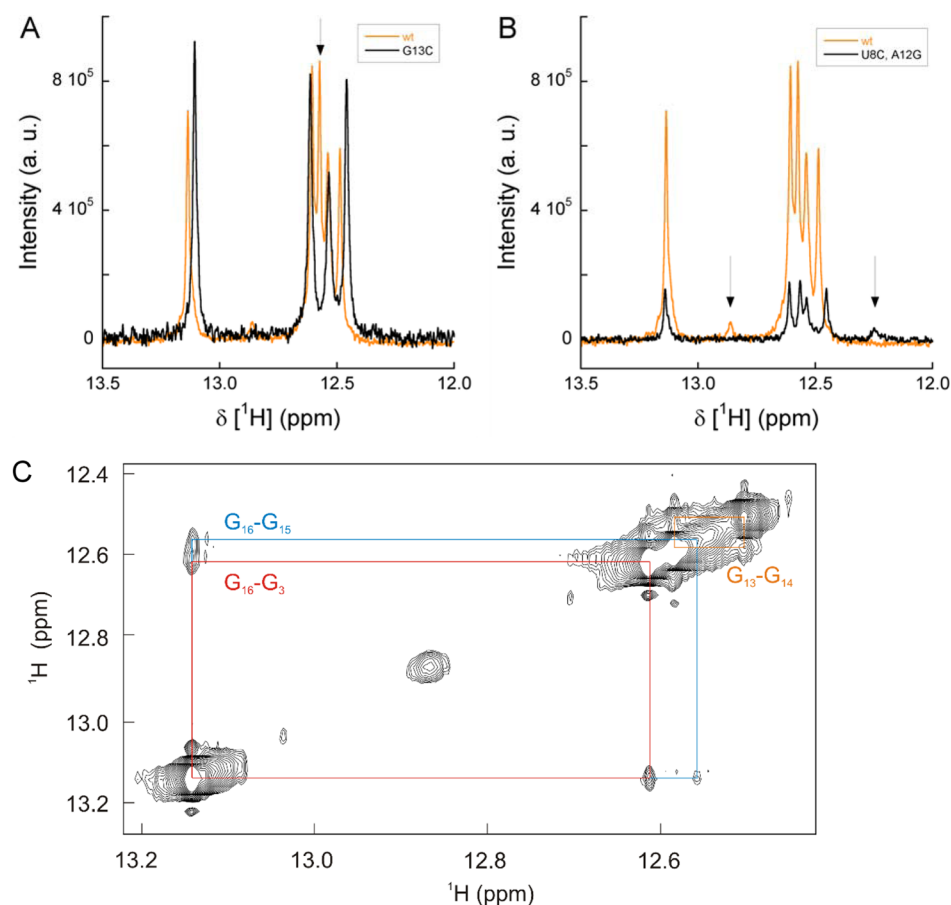 A
B
wt
G13C
wt
U8C, A12G
Intensity (a. u.)
8 10⁵
4 10⁵
0
13.5
13.0
12.5
12.0
δ [¹H] (ppm)
Intensity (a. u.)
8 10⁵
4 10⁵
0
13.5
13.0
12.5
12.0
δ [¹H] (ppm)
C
¹H (ppm)
12.4
12.6
12.8
13.0
13.2
G₁₆-G₁₅
G₁₆-G₃
G₁₃-G₁₄
13.2
13.0
12.8
12.6
¹H (ppm)